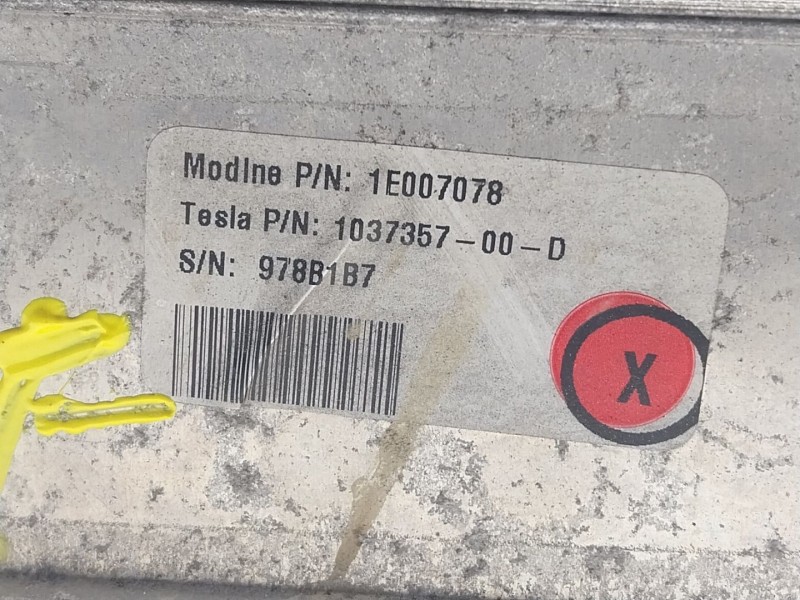 Modine P/N: 1E007078
Tesla P/N: 1037357-00-D
S/N: 978B1B7
X